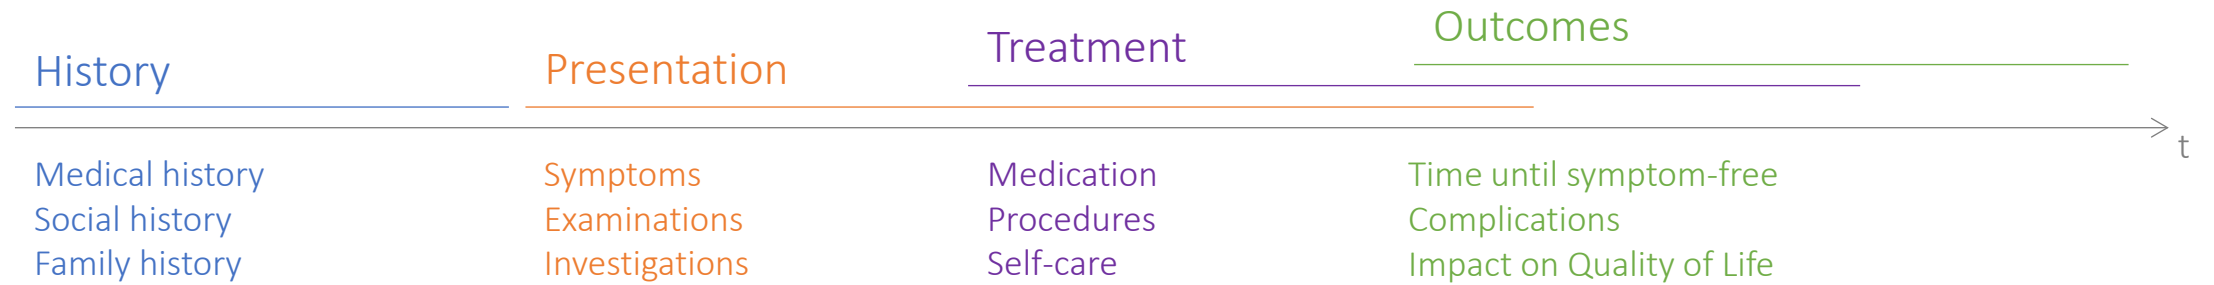 History
Presentation
Treatment
Outcomes
t
Medical history
Social history
Family history
Symptoms
Examinations
Investigations
Medication
Procedures
Self-care
Time until symptom-free
Complications
Impact on Quality of Life